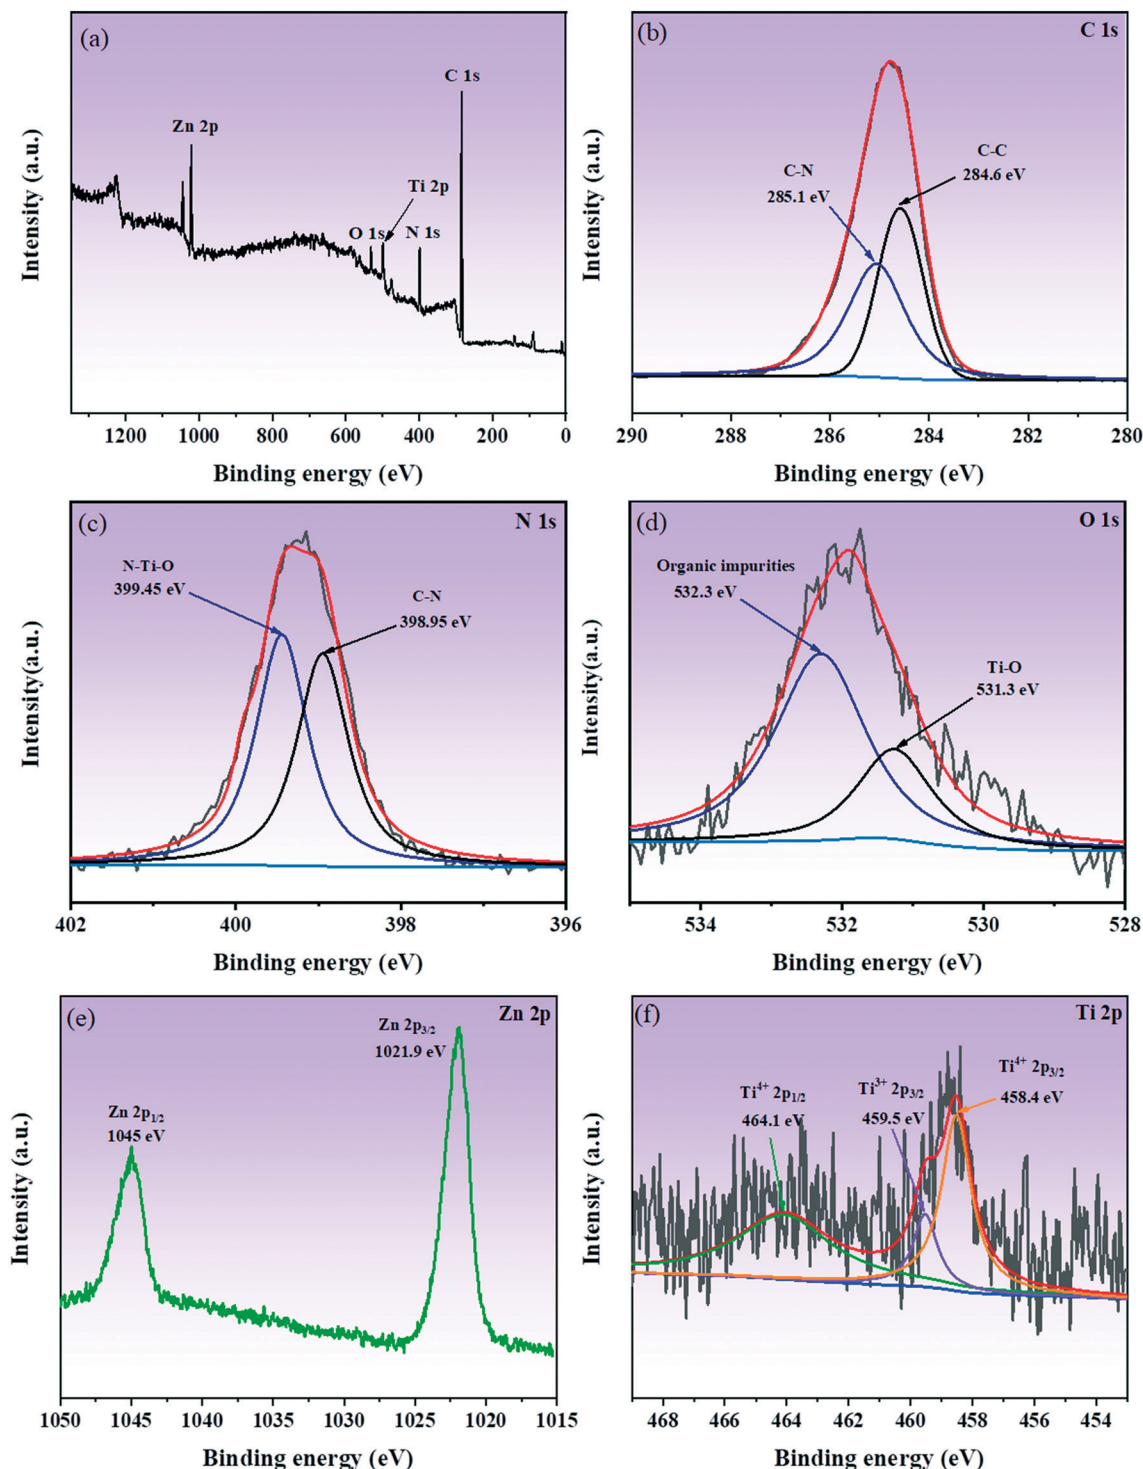 (a)
C 1s
Zn 2p
Ti 2p
O 1s
N 1s
Intensity (a.u.)
1200 1000 800 600 400 200 0
Binding energy (eV)
(b)
C 1s
C-C
284.6 eV
C-N
285.1 eV
Intensity (a.u.)
290 288 286 284 282 280
Binding energy (eV)
(c)
N 1s
N-Ti-O
399.45 eV
C-N
398.95 eV
Intensity(a.u.)
402 400 398 396
Binding energy (eV)
(d)
O 1s
Organic impurities
532.3 eV
Ti-O
531.3 eV
Intensity(a.u.)
534 532 530 528
Binding energy (eV)
(e)
Zn 2p
Zn 2p3/2
1021.9 eV
Zn 2p1/2
1045 eV
Intensity (a.u.)
1050 1045 1040 1035 1030 1025 1020 1015
Binding energy (eV)
(f)
Ti 2p
Ti4+ 2p3/2
458.4 eV
Ti3+ 2p3/2
459.5 eV
Ti4+ 2p1/2
464.1 eV
Intensity (a.u.)
468 466 464 462 460 458 456 454
Binding energy (eV)